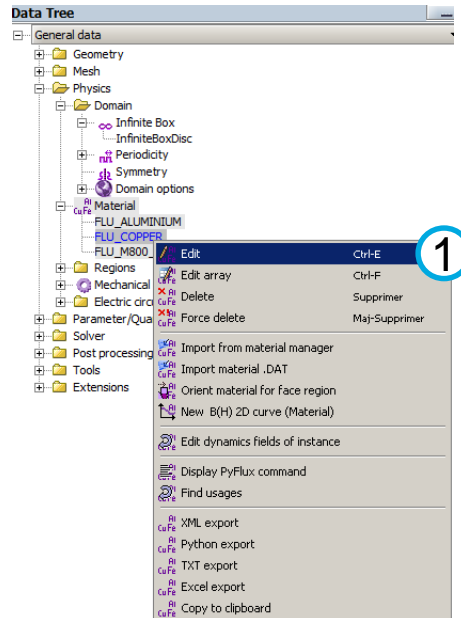 Data Tree
General data
Geometry
Mesh
Physics
Domain
Infinite Box
InfiniteBoxDisc
Periodicity
Symmetry
Domain options
Material
FLU_ALUMINIUM
FLU_COPPER
FLU_M800_
Edit Ctrl-E
1
Regions
Edit array Ctrl-F
Mechanical
Delete Supprimer
Electric circ
Force delete Maj-Supprimer
Parameter/Qua
Solver
Import from material manager
Post processing
Import material .DAT
Tools
Orient material for face region
Extensions
New B(H) 2D curve (Material)
Edit dynamics fields of instance
Display PyFlux command
Find usages
XML export
Python export
TXT export
Excel export
Copy to clipboard